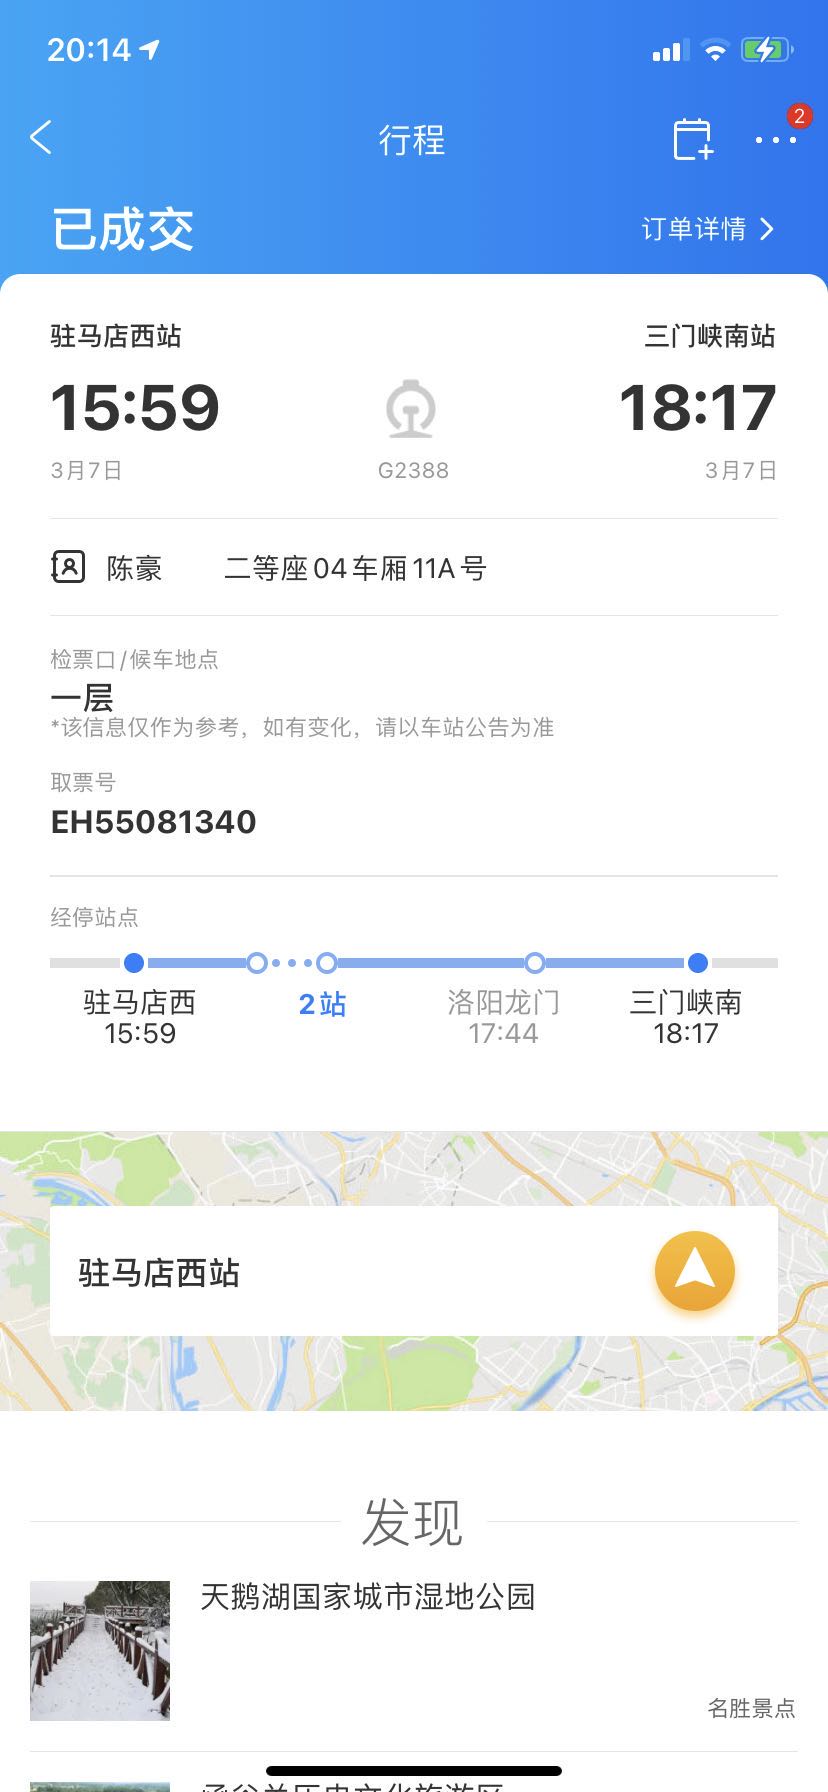 20:14
行程
2
已成交
订单详情
驻马店西站
三门峡南站
15:59
18:17
3月7日
G2388
3月7日
陈豪
二等座04车厢11A号
检票口/候车地点
一层
*该信息仅作为参考，如有变化，请以车站公告为准
取票号
EH55081340
经停站点
驻马店西
2站
洛阳龙门
三门峡南
15:59
17:44
18:17
驻马店西站
发现
天鹅湖国家城市湿地公园
名胜景点